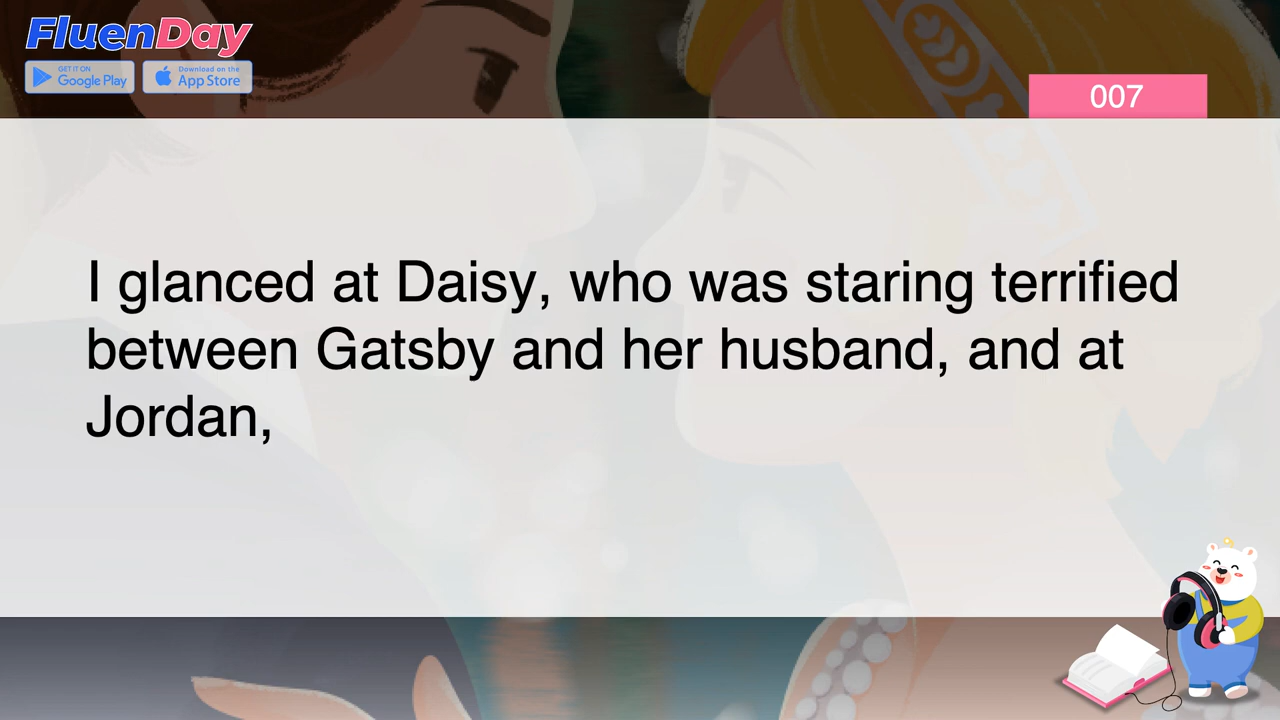 FluenDay
GET IT ON
Google Play
Download on the
App Store
007
I glanced at Daisy, who was staring terrified
between Gatsby and her husband, and at
Jordan,